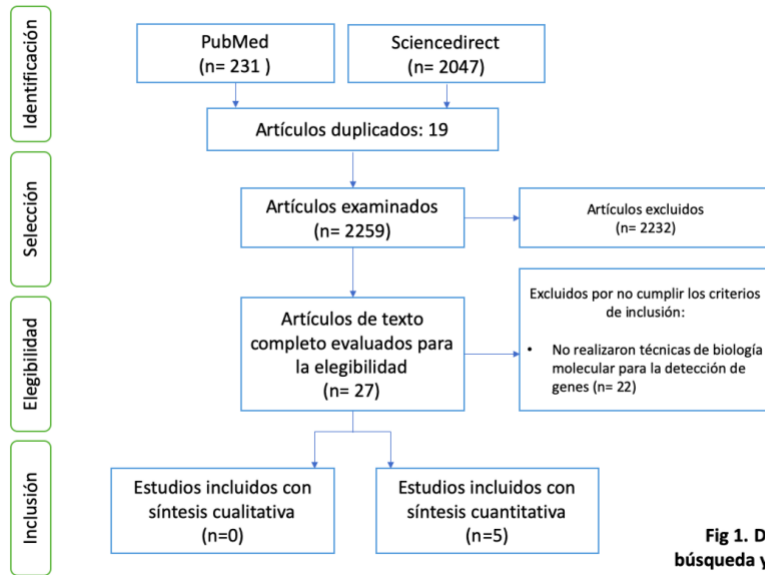 Identificación
PubMed
(n= 231 )
Sciencedirect
(n= 2047)
Artículos duplicados: 19
Selección
Artículos examinados
(n= 2259)
Artículos excluidos
(n= 2232)
Elegibilidad
Artículos de texto
completo evaluados para
la elegibilidad
(n= 27)
Excluidos por no cumplir los criterios
de inclusión:
• No realizaron técnicas de biología
molecular para la detección de
genes (n= 22)
Inclusión
Estudios incluidos con
síntesis cualitativa
(n=0)
Estudios incluidos con
síntesis cuantitativa
(n=5)
Fig 1. D
búsqueda y